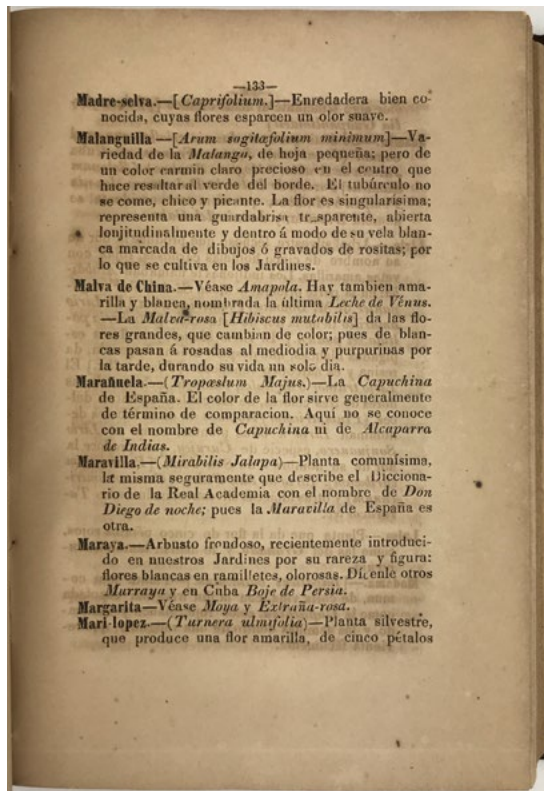 —133—
Madre-selva.—[Caprifolium.]—Enredadera bien co-
nocida, cuyas flores esparcen un olor suave.
Malanguilla—[Arum sagitæfolium minimum]—Va-
riedad de la Malanga, de hoja pequeña; pero de
un color carmin claro precioso en el centro que
hace resaltar al verde del borde. El tubúrculo no
se come, chico y picante. La flor es singularísima;
representa una guardabrisa trasparente, abierta
lonjitudinalmente y dentro á modo de su vela blan-
ca marcada de dibujos ó gravados de rositas; por
lo que se cultiva en los Jardines.
Malva de China.—Véase Amapola. Hay tambien ama-
rilla y blanca, nombrada la última Leche de Vénus.
—La Malva-rosa [Hibiscus mutabilis] da las flo-
res grandes, que cambian de color; pues de blan-
cas pasan á rosadas al mediodia y purpurinas por
la tarde, durando su vida un solo dia.
Marañuela.—(Tropæslum Majus.)—La Capuchina
de España. El color de la flor sirve generalmente
de término de comparacion. Aquí no se conoce
con el nombre de Capuchina ni de Alcaparra
de Indias.
Maravilla.—(Mirabilis Jalapa)—Planta comunísima,
la misma seguramente que describe el Dicciona-
rio de la Real Academia con el nombre de Don
Diego de noche; pues la Maravilla de España es
otra.
Maraya.—Arbusto frondoso, recientemente introduci-
do en nuestros Jardines por su rareza y figura:
flores blancas en ramilletes, olorosas. Dícenle otros
Murraya y en Cuba Boje de Persia.
Margarita—Véase Moya y Extraña-rosa.
Mari-lopez.—(Turnera ulmifolia)—Planta silvestre,
que produce una flor amarilla, de cinco pétalos